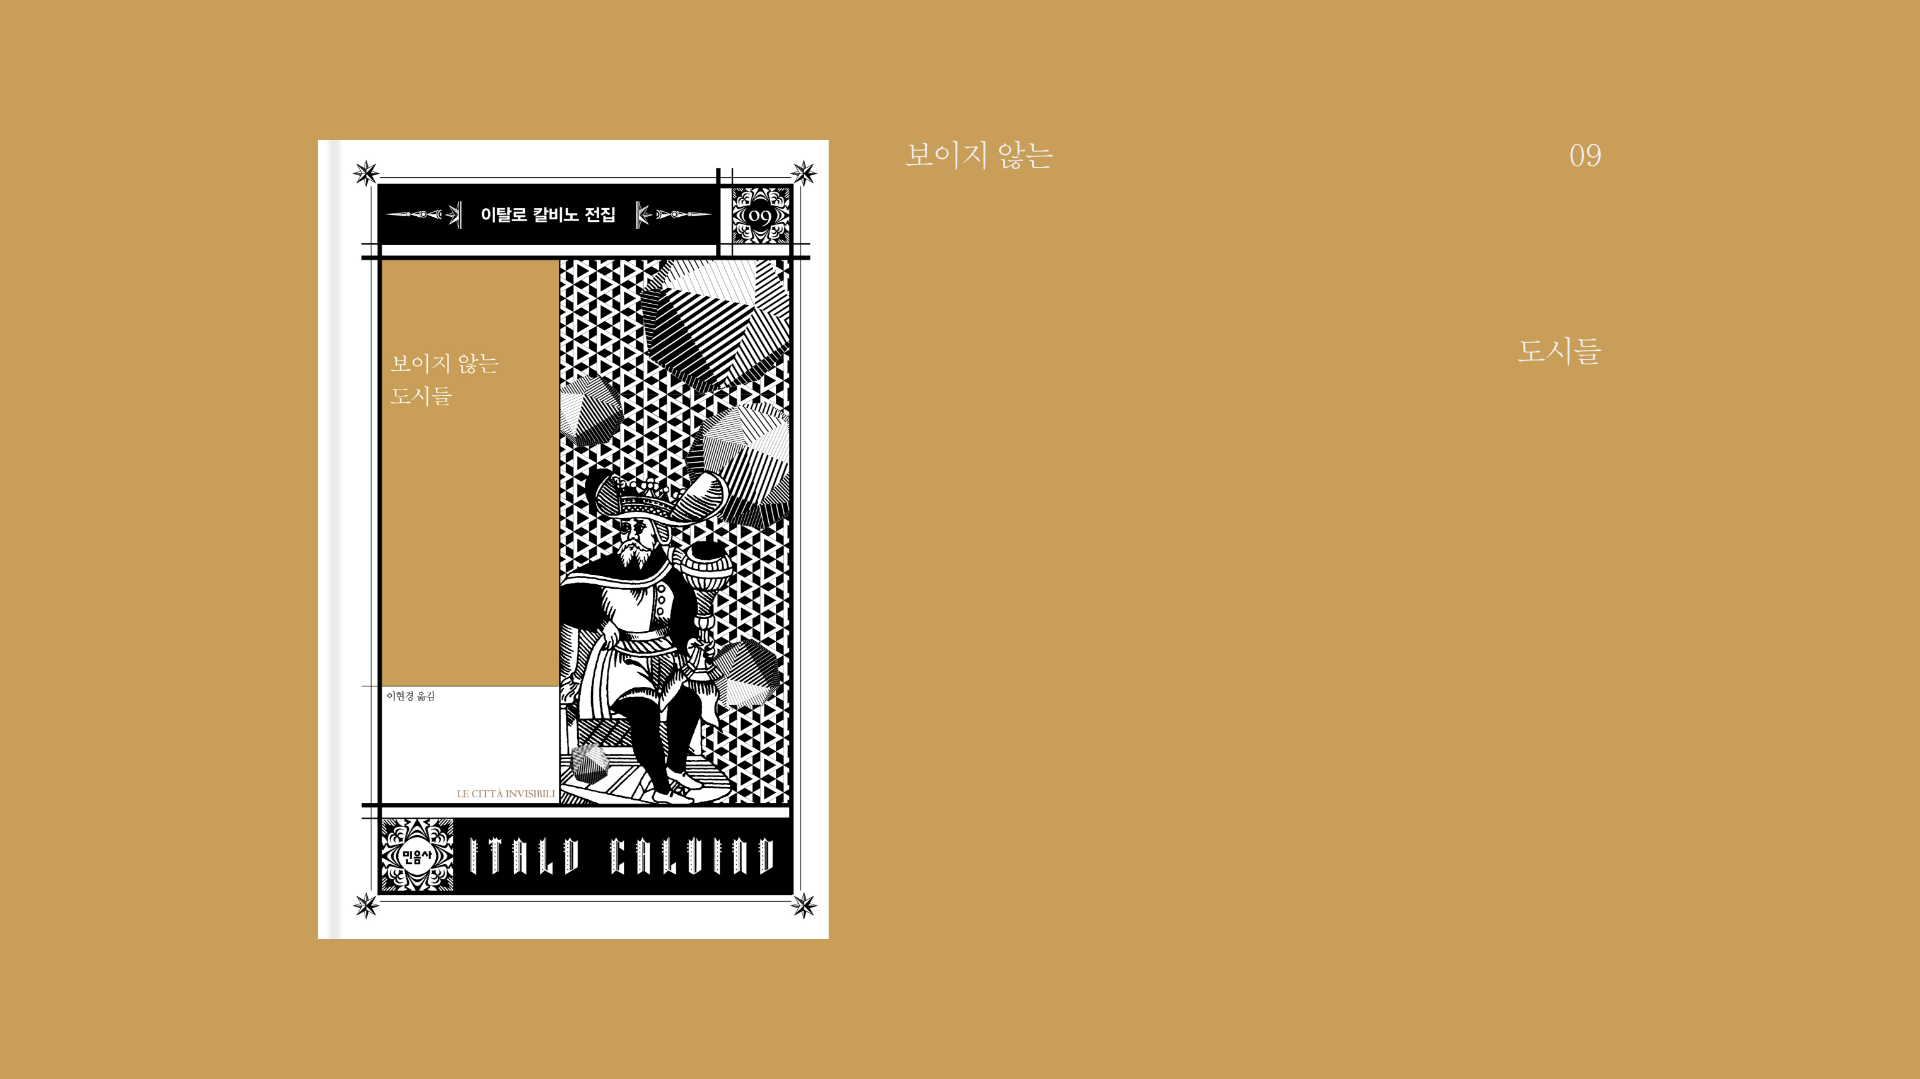 이탈로 칼비노 전집
09
보이지 않는
도시들
이현경 옮김
LE CITTÀ INVISIBILI
민음사
ITALO CALVINO
보이지 않는
09
도시들